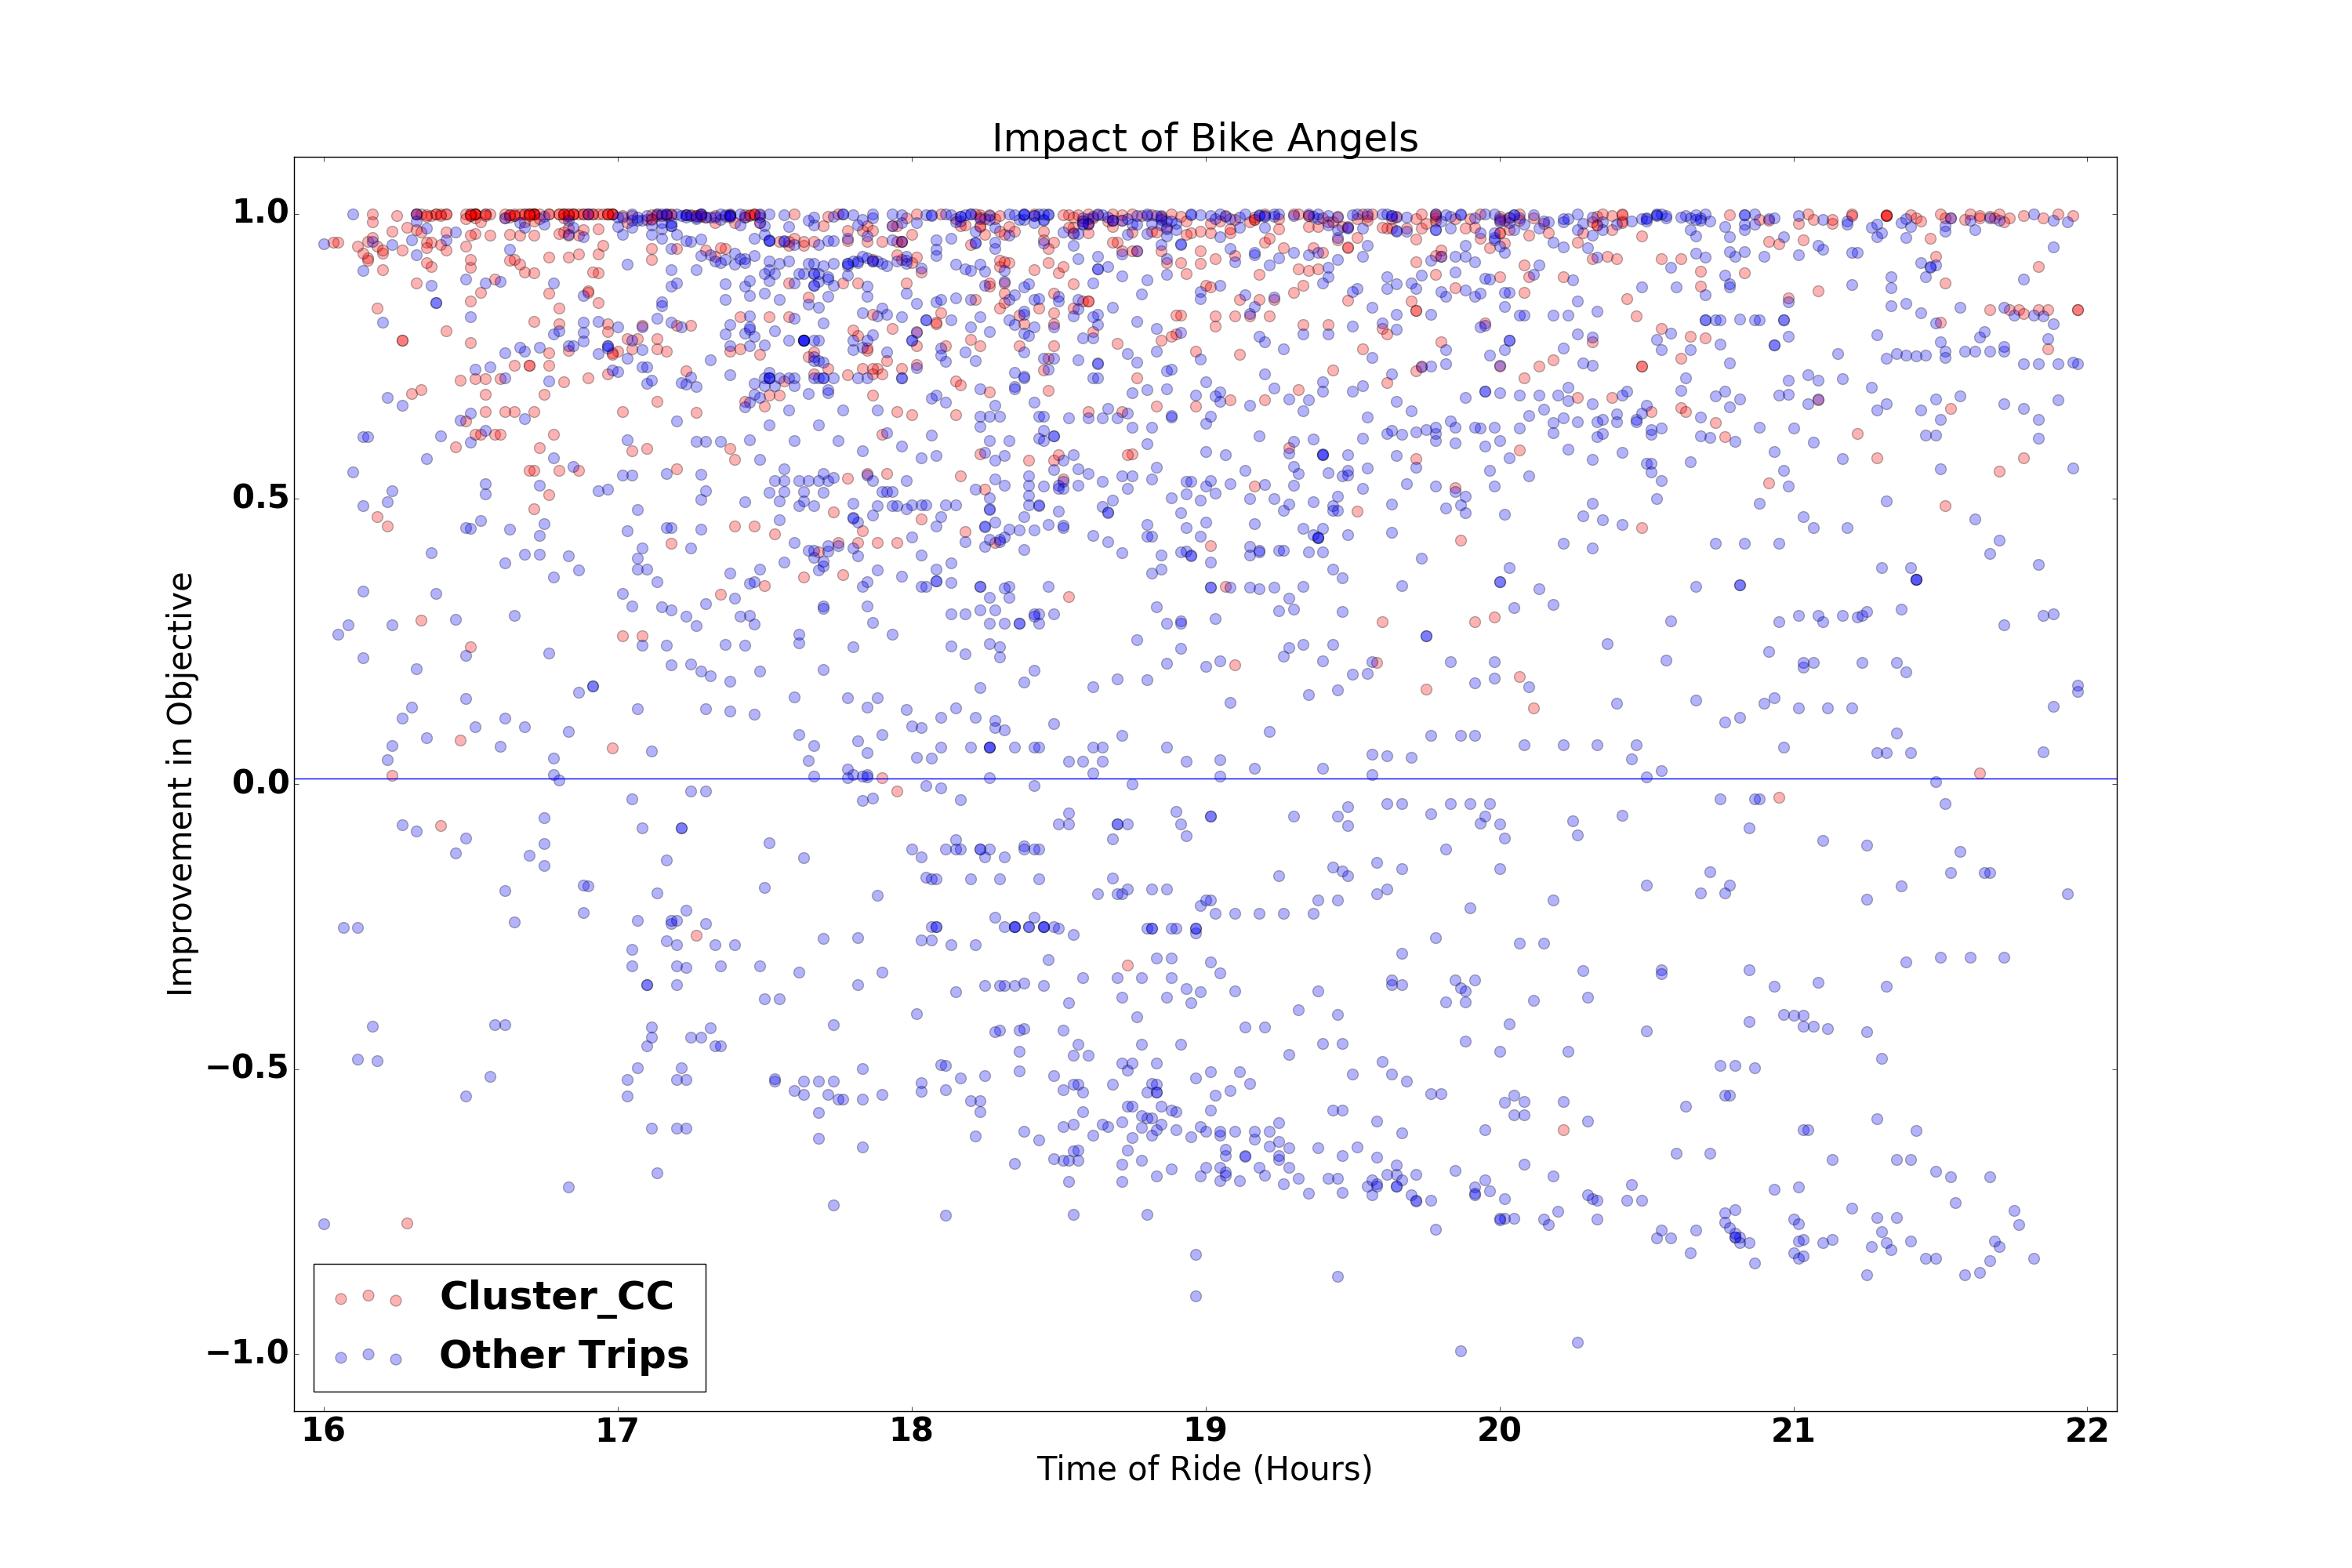 Impact of Bike Angels
Improvement in Objective
1.0
0.5
0.0
−0.5
−1.0
Cluster_CC
Other Trips
16 17 18 19 20 21 22
Time of Ride (Hours)